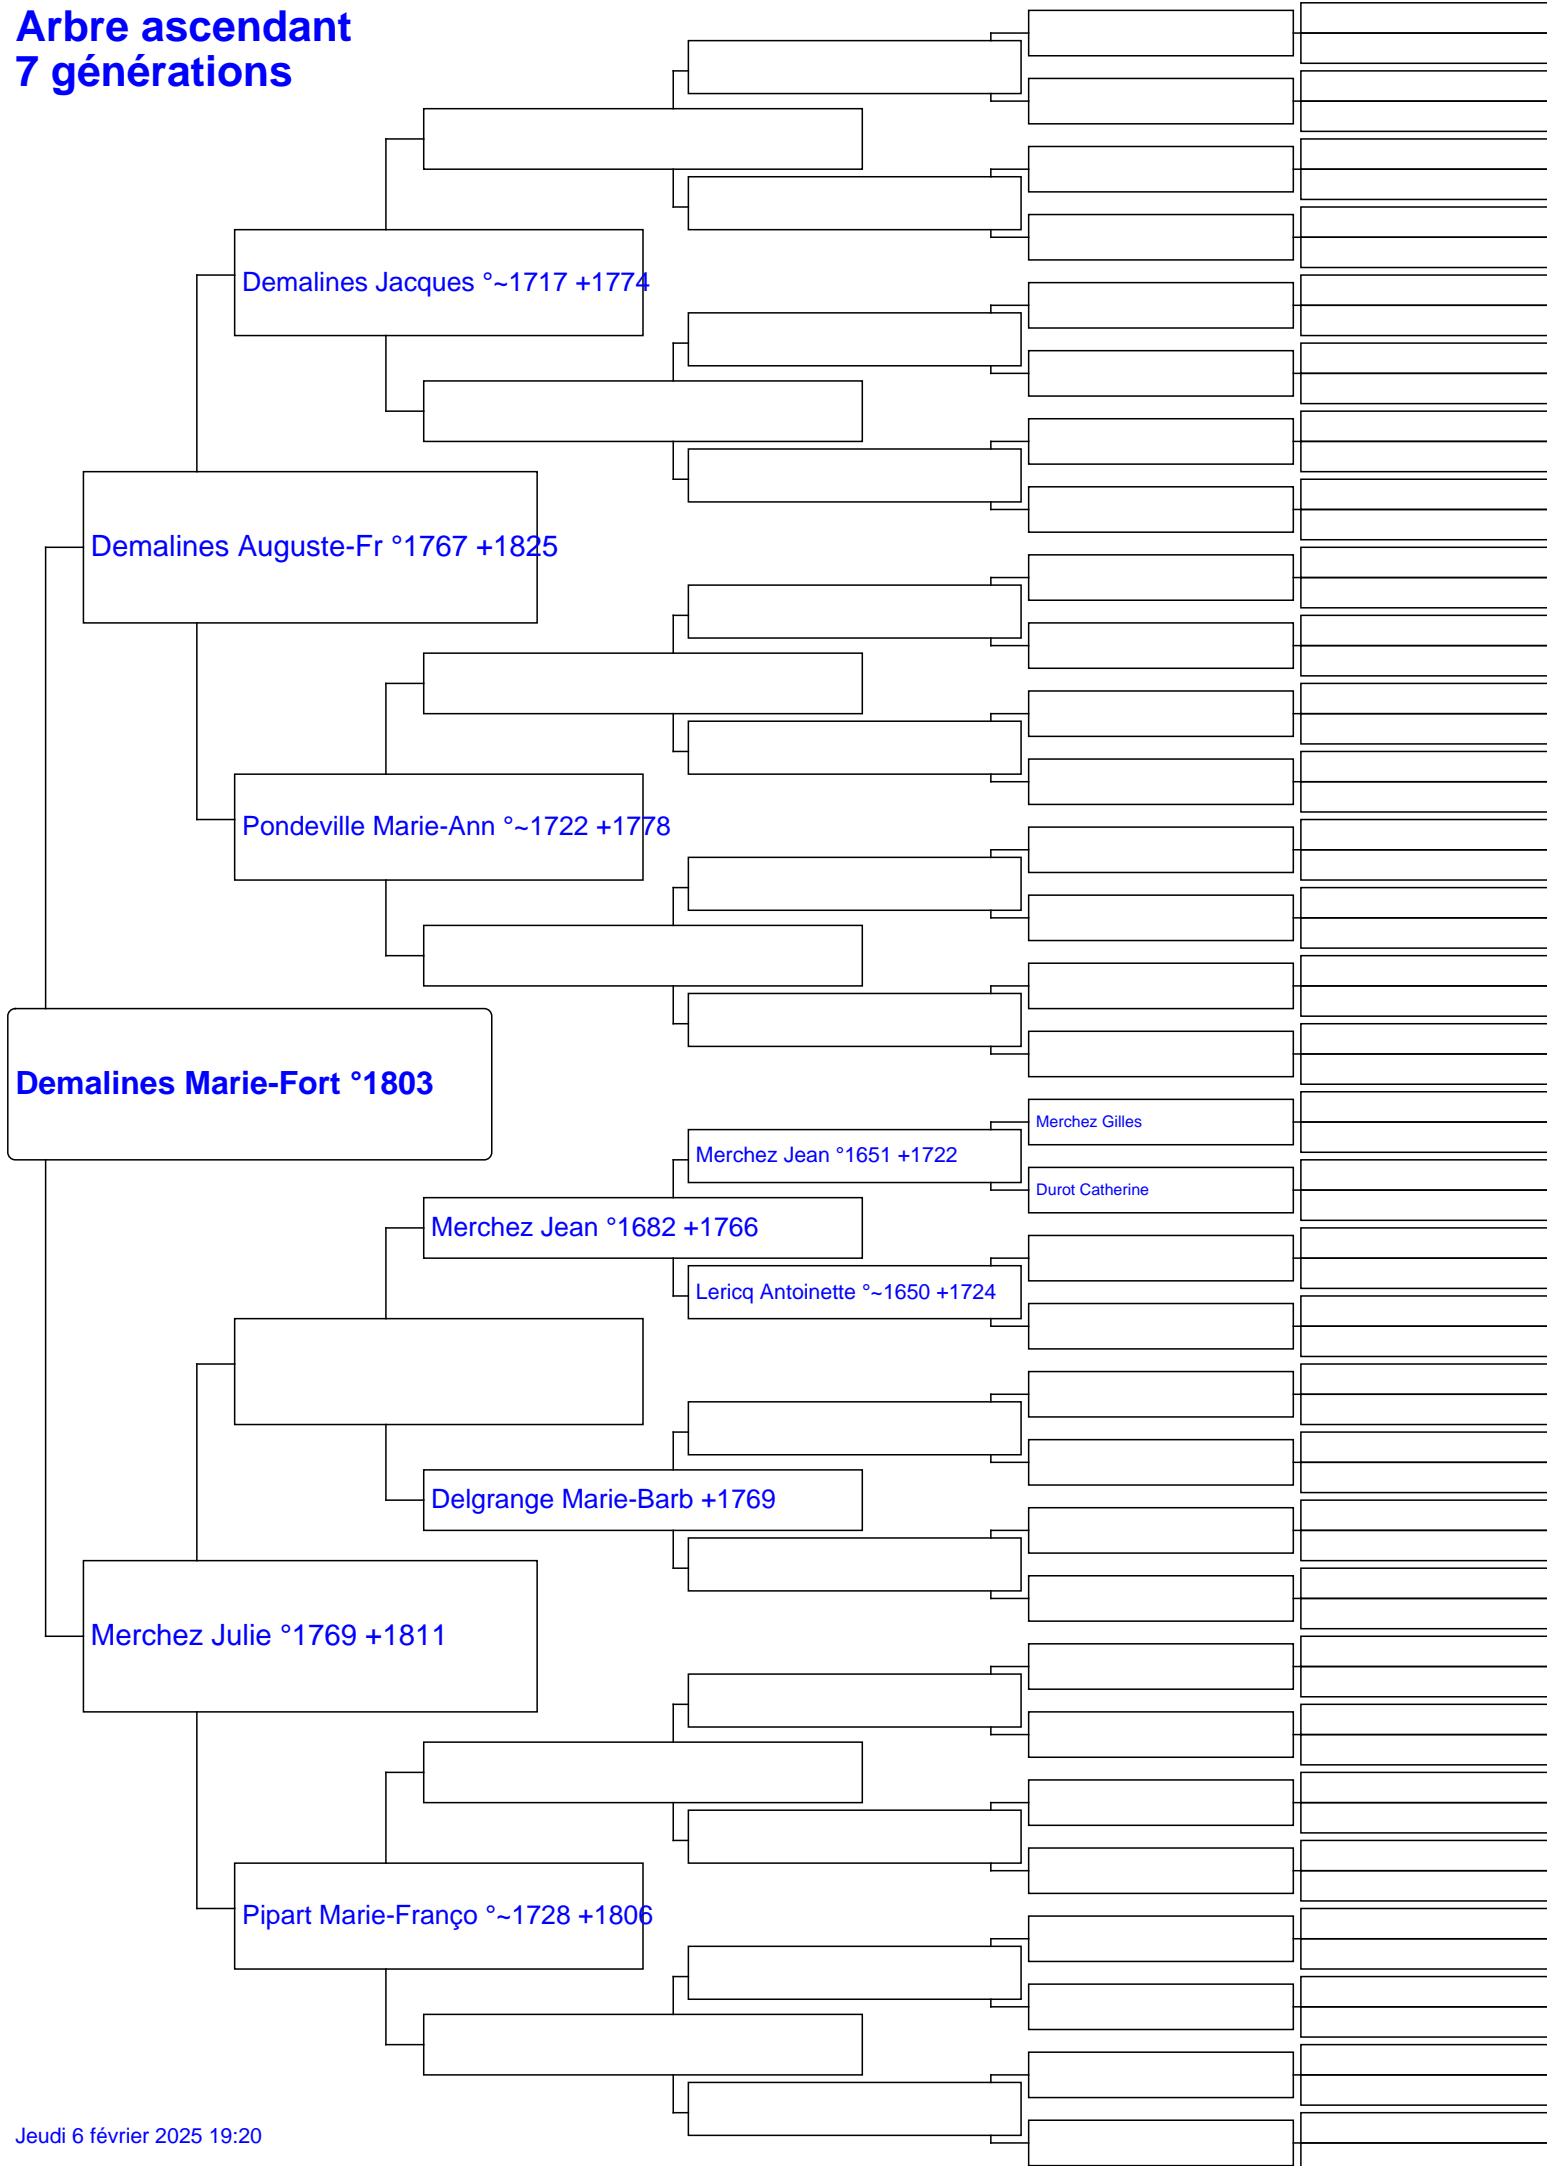 Arbre ascendant
7 générations
Demalines Jacques °~1717 +1774
Demalines Auguste-Fr °1767 +1825
Pondeville Marie-Ann °~1722 +1778
Demalines Marie-Fort °1803
Merchez Gilles
Merchez Jean °1651 +1722
Durot Catherine
Merchez Jean °1682 +1766
Lericq Antoinette °~1650 +1724
Delgrange Marie-Barb +1769
Merchez Julie °1769 +1811
Pipart Marie-Franço °~1728 +1806
Jeudi 6 février 2025 19:20